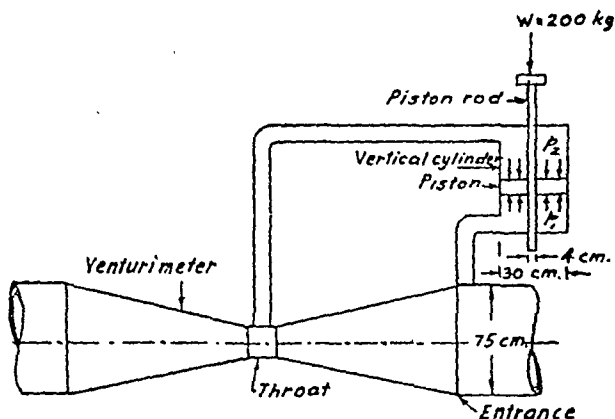 W=200 kg
Piston rod
Vertical cylinder
Piston
P2
P1
4 cm.
30 cm.
Venturimeter
75 cm
Throat
Entrance